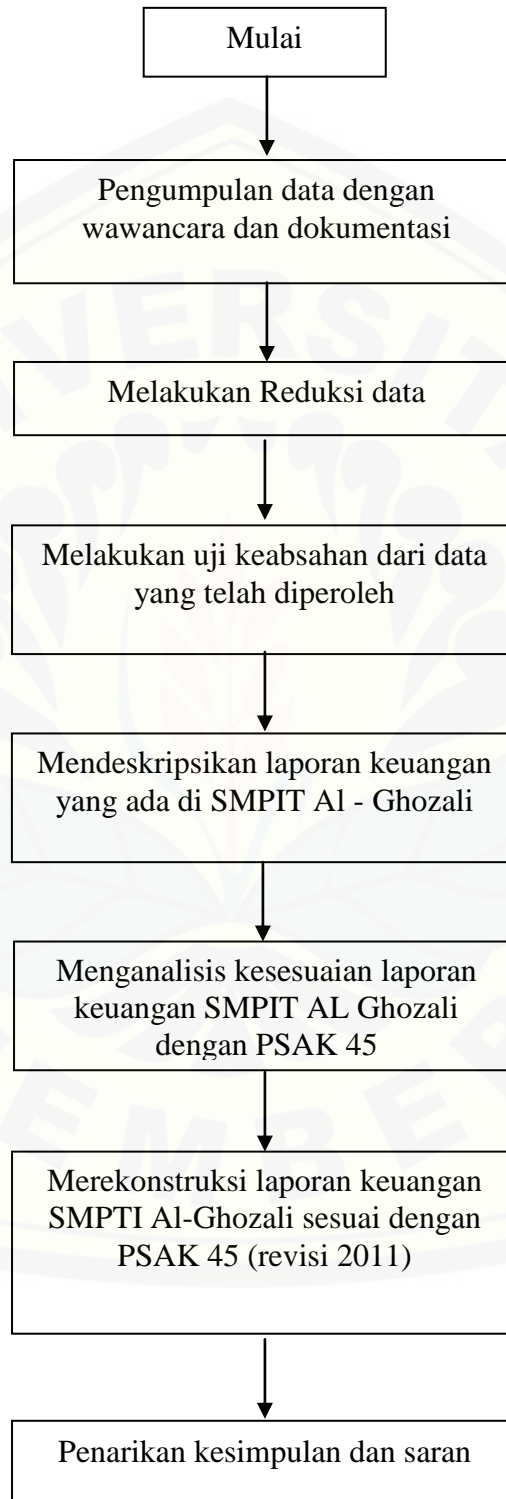 Mulai
Pengumpulan data dengan
wawancara dan dokumentasi
Melakukan Reduksi data
Melakukan uji keabsahan dari data
yang telah diperoleh
Mendeskripsikan laporan keuangan
yang ada di SMPIT Al - Ghozali
Menganalisis kesesuaian laporan
keuangan SMPIT AL Ghozali
dengan PSAK 45
Merekonstruksi laporan keuangan
SMPTI Al-Ghozali sesuai dengan
PSAK 45 (revisi 2011)
Penarikan kesimpulan dan saran